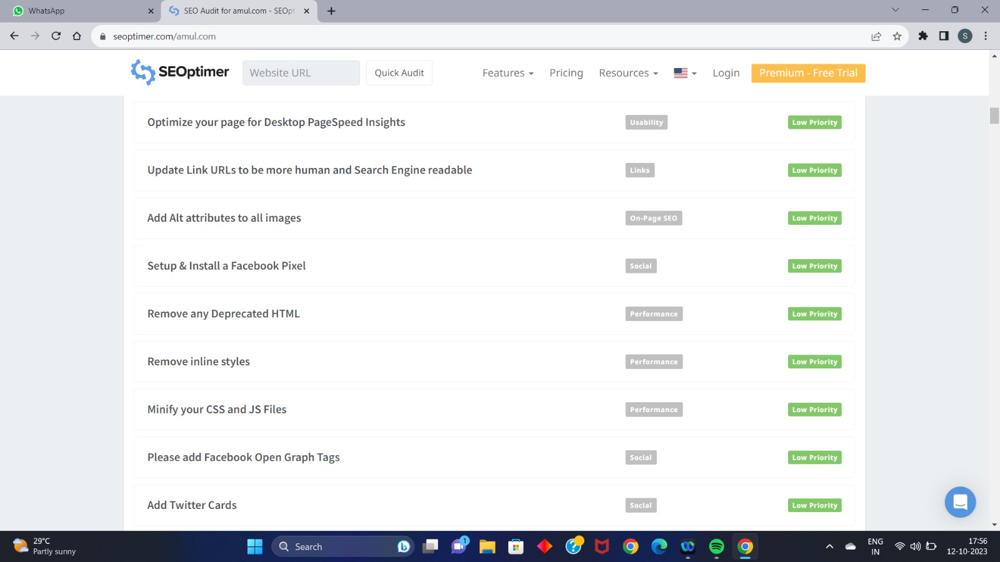 WhatsApp
SEO Audit for amul.com - SEOpt
seoptimer.com/amul.com
S
SEOptimer
Website URL
Quick Audit
Features
Pricing
Resources
Login
Premium - Free Trial
Optimize your page for Desktop PageSpeed Insights
Usability
Low Priority
Update Link URLs to be more human and Search Engine readable
Links
Low Priority
Add Alt attributes to all images
On-Page SEO
Low Priority
Setup & Install a Facebook Pixel
Social
Low Priority
Remove any Deprecated HTML
Performance
Low Priority
Remove inline styles
Performance
Low Priority
Minify your CSS and JS Files
Performance
Low Priority
Please add Facebook Open Graph Tags
Social
Low Priority
Add Twitter Cards
Social
Low Priority
29°C
Partly sunny
Search
1
ENG
IN
17:56
12-10-2023